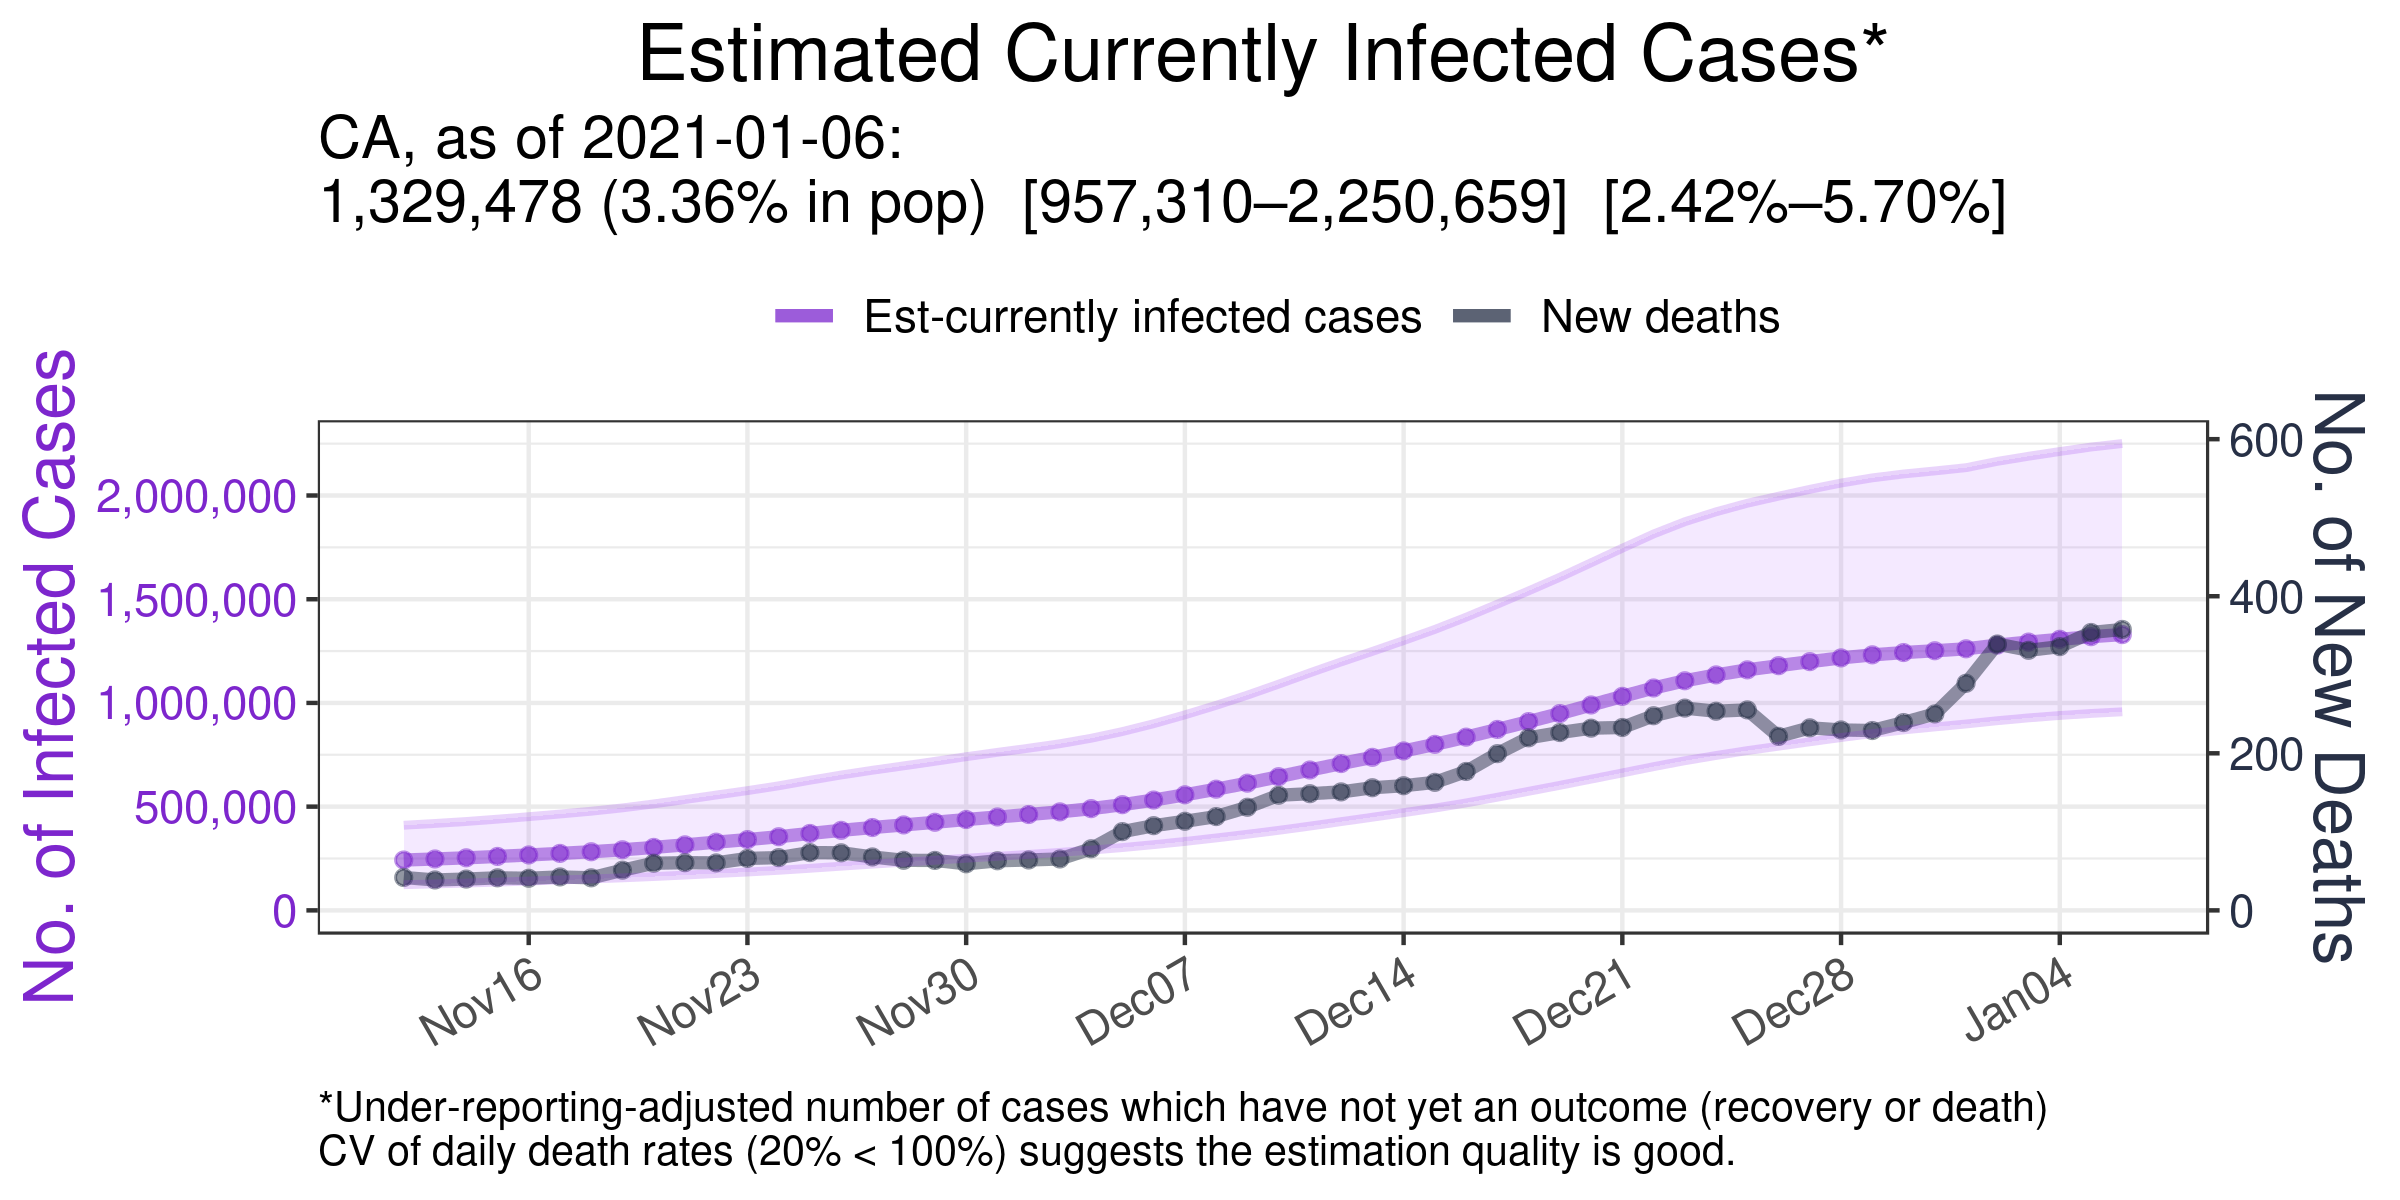 Estimated Currently Infected Cases*
CA, as of 2021-01-06:
1,329,478 (3.36% in pop)  [957,310–2,250,659]  [2.42%–5.70%]
Est-currently infected cases
New deaths
No. of Infected Cases
2,000,000
1,500,000
1,000,000
500,000
0
600
400
200
0
No. of New Deaths
Nov16
Nov23
Nov30
Dec07
Dec14
Dec21
Dec28
Jan04
*Under-reporting-adjusted number of cases which have not yet an outcome (recovery or death)
CV of daily death rates (20% < 100%) suggests the estimation quality is good.